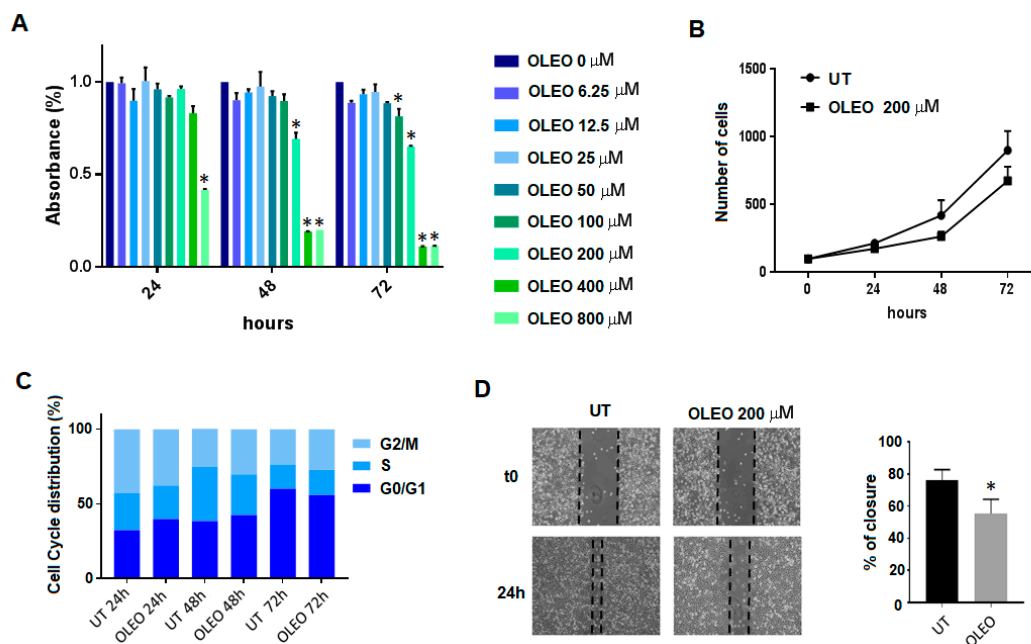 A
Absorbance (%)
1.0
0.5
0.0
*
*
**
*
*
**
24
48
72
hours
OLEO 0 μM
OLEO 6.25 μM
OLEO 12.5 μM
OLEO 25 μM
OLEO 50 μM
OLEO 100 μM
OLEO 200 μM
OLEO 400 μM
OLEO 800 μM
B
Number of cells
1500
1000
500
0
UT
OLEO 200 μM
0
24
48
72
hours
C
Cell Cycle distribution (%)
100
50
0
G2/M
S
G0/G1
UT 24h
OLEO 24h
UT 48h
OLEO 48h
UT 72h
OLEO 72h
D
UT
OLEO 200 μM
t0
24h
% of closure
100
80
60
40
20
0
*
UT
OLEO